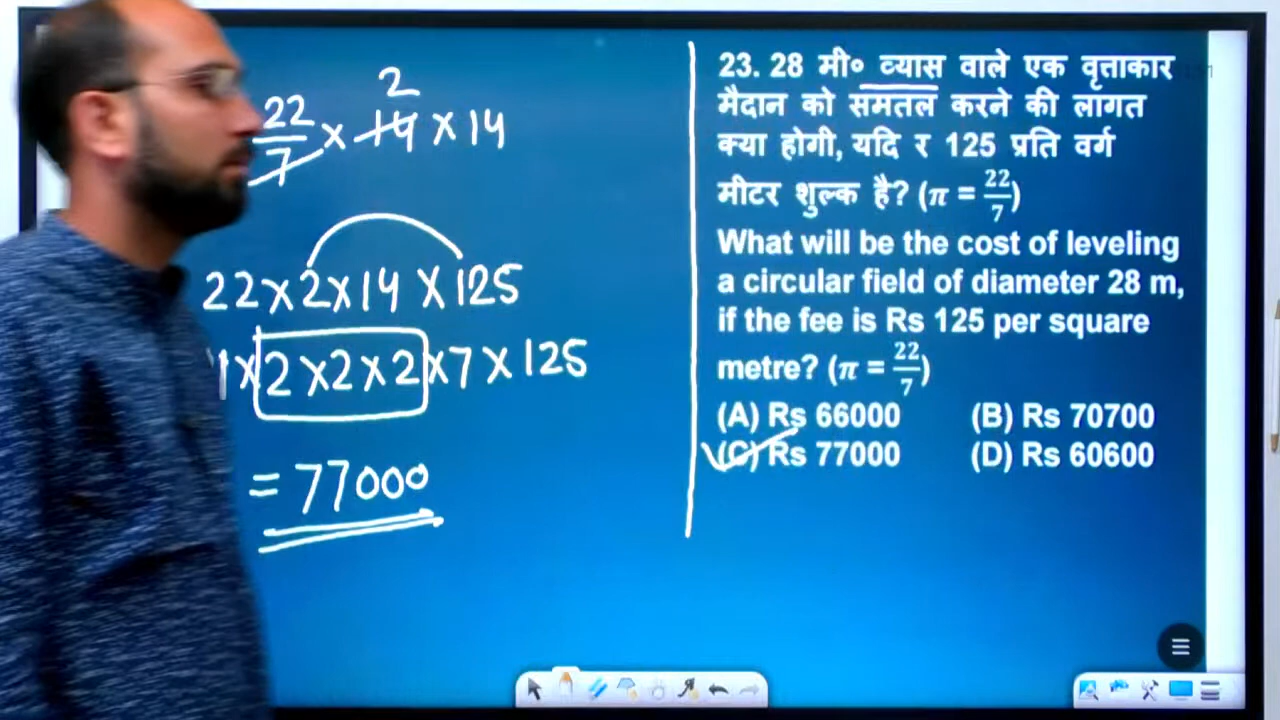 22/7 × 14 × 14
2
22×2×14 × 125
1×2×2×2×7×125
= 77000
23. 28 मी० व्यास वाले एक वृत्ताकार
मैदान को समतल करने की लागत
क्या होगी, यदि र 125 प्रति वर्ग
मीटर शुल्क है? (π = 22/7)
What will be the cost of leveling
a circular field of diameter 28 m,
if the fee is Rs 125 per square
metre? (π = 22/7)
(A) Rs 66000 (B) Rs 70700
(C) Rs 77000 (D) Rs 60600